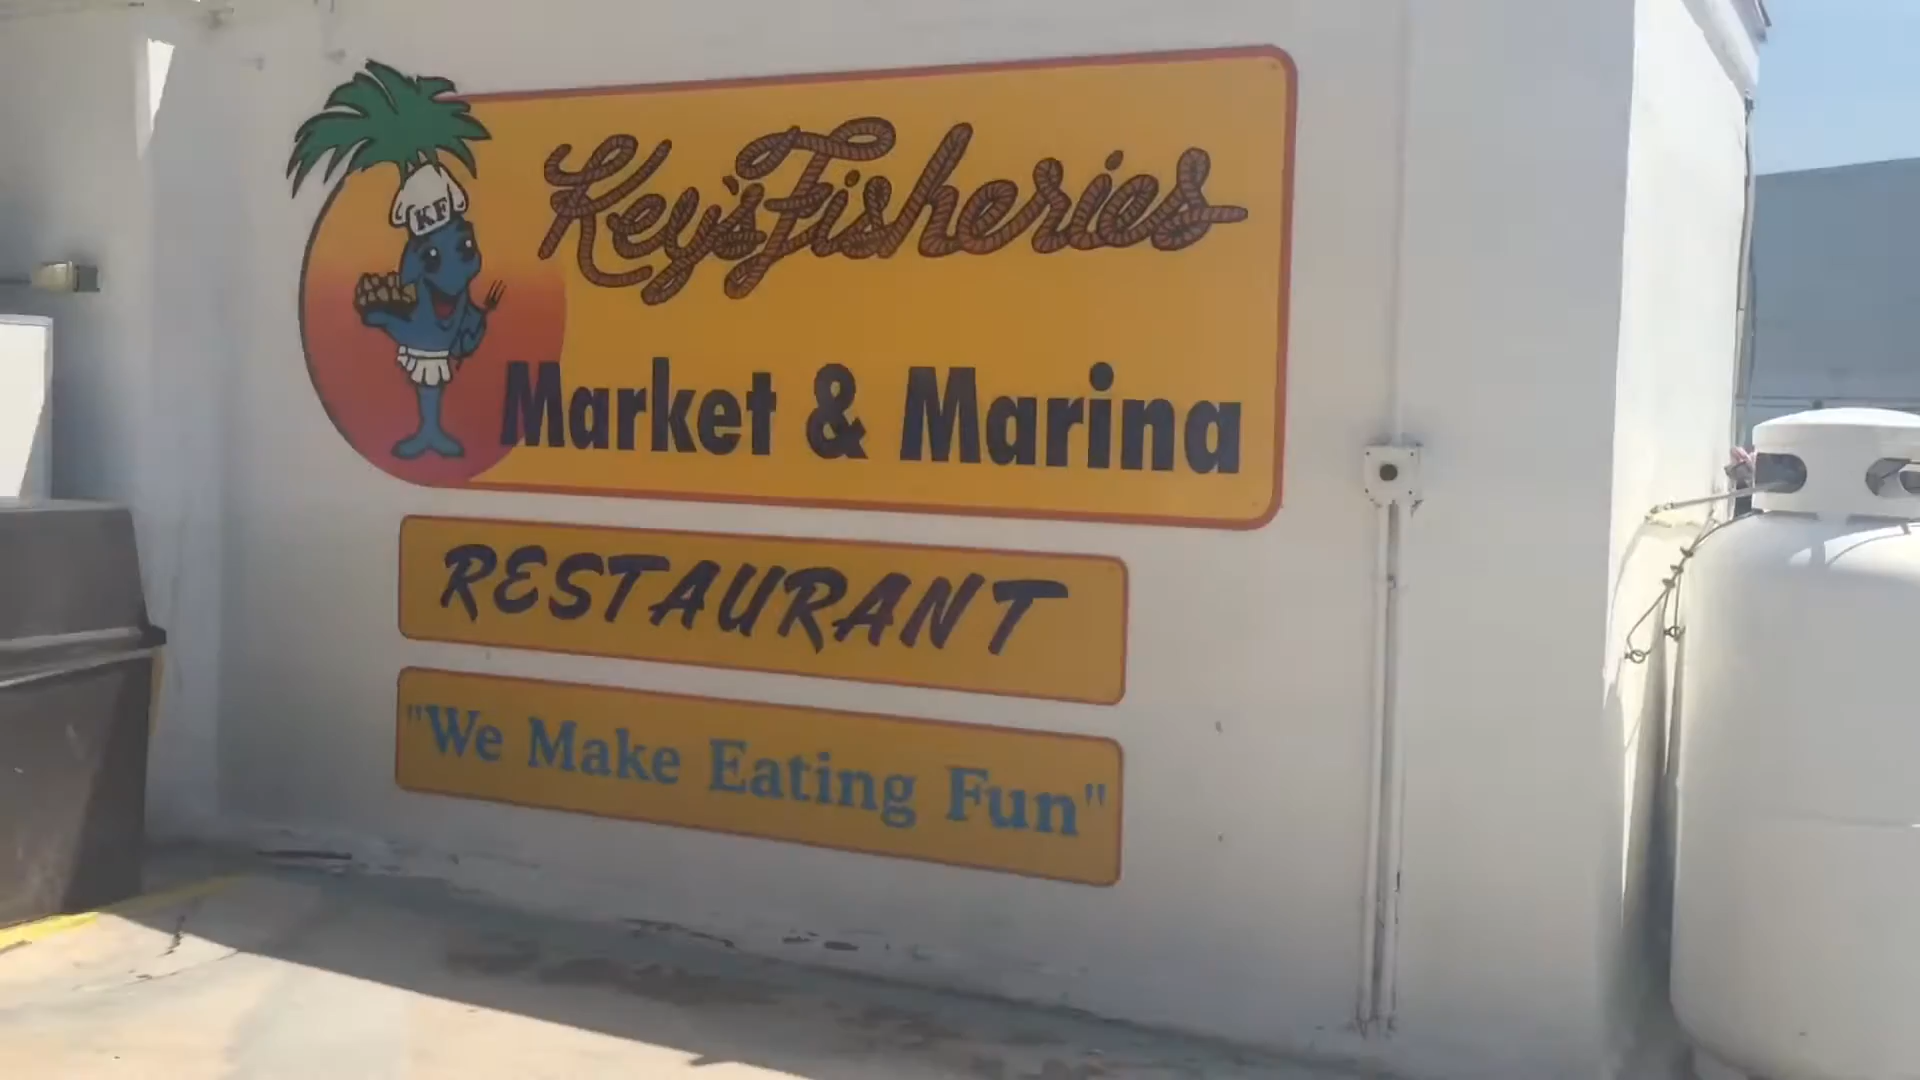 KF
Key's Fisheries
Market & Marina
RESTAURANT
"We Make Eating Fun"